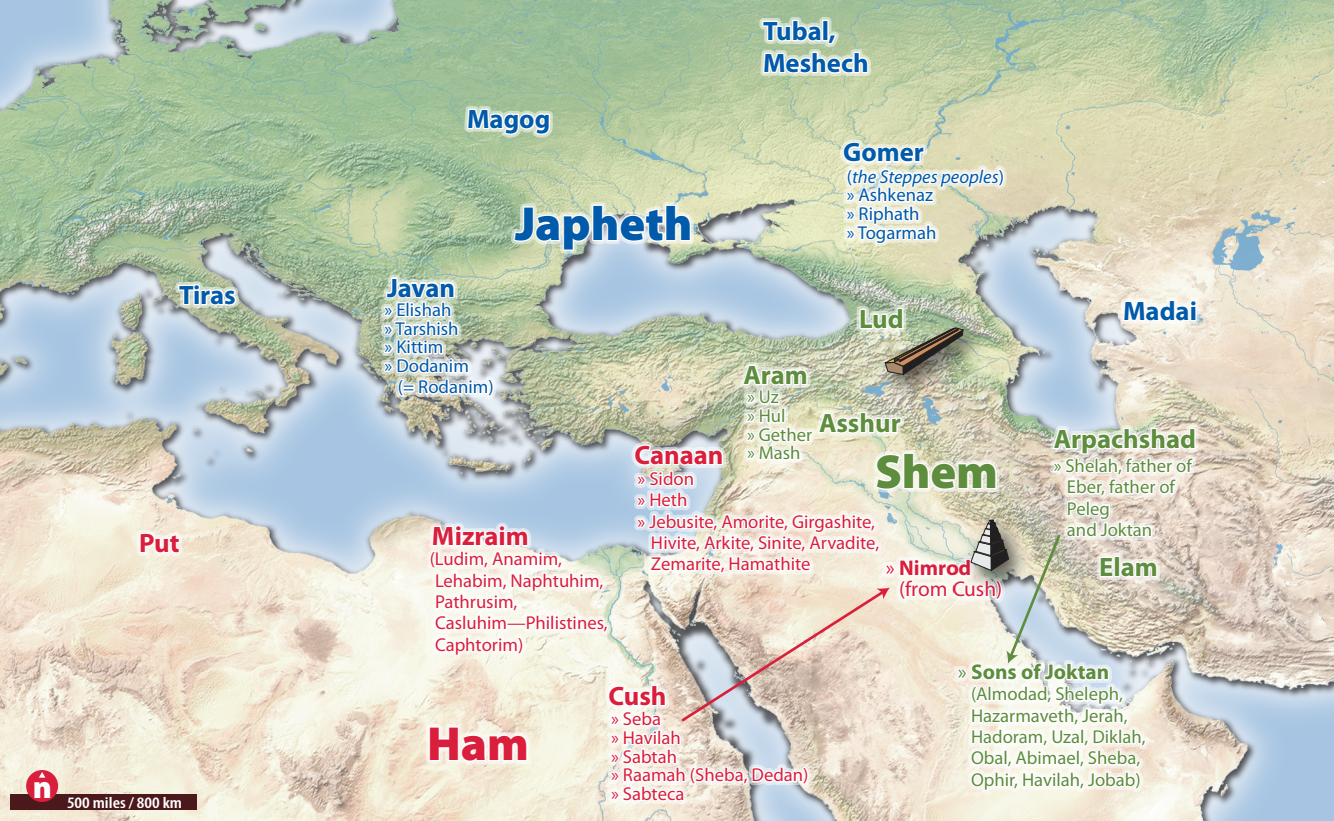 Tubal,
Meshech
Magog
Gomer
(the Steppes peoples)
» Ashkenaz
» Riphath
» Togarmah
Japheth
Tiras
Javan
» Elishah
» Tarshish
» Kittim
» Dodanim
(= Rodanim)
Madai
Lud
Aram
» Uz
» Hul
» Gether
» Mash
Asshur
Shem
Arpachshad
» Shelah, father of
Eber, father of
Peleg
and Joktan
Elam
Canaan
» Sidon
» Heth
» Jebusite, Amorite, Girgashite,
Hivite, Arkite, Sinite, Arvadite,
Zemarite, Hamathite
Put
Mizraim
(Ludim, Anamim,
Lehabim, Naphtuhim,
Pathrusim,
Casluhim—Philistines,
Caphtorim)
» Nimrod
(from Cush)
Cush
» Seba
» Havilah
» Sabtah
» Raamah (Sheba, Dedan)
» Sabteca
Ham
» Sons of Joktan
(Almodad, Sheleph,
Hazarmaveth, Jerah,
Hadoram, Uzal, Diklah,
Obal, Abimael, Sheba,
Ophir, Havilah, Jobab)
n
500 miles / 800 km